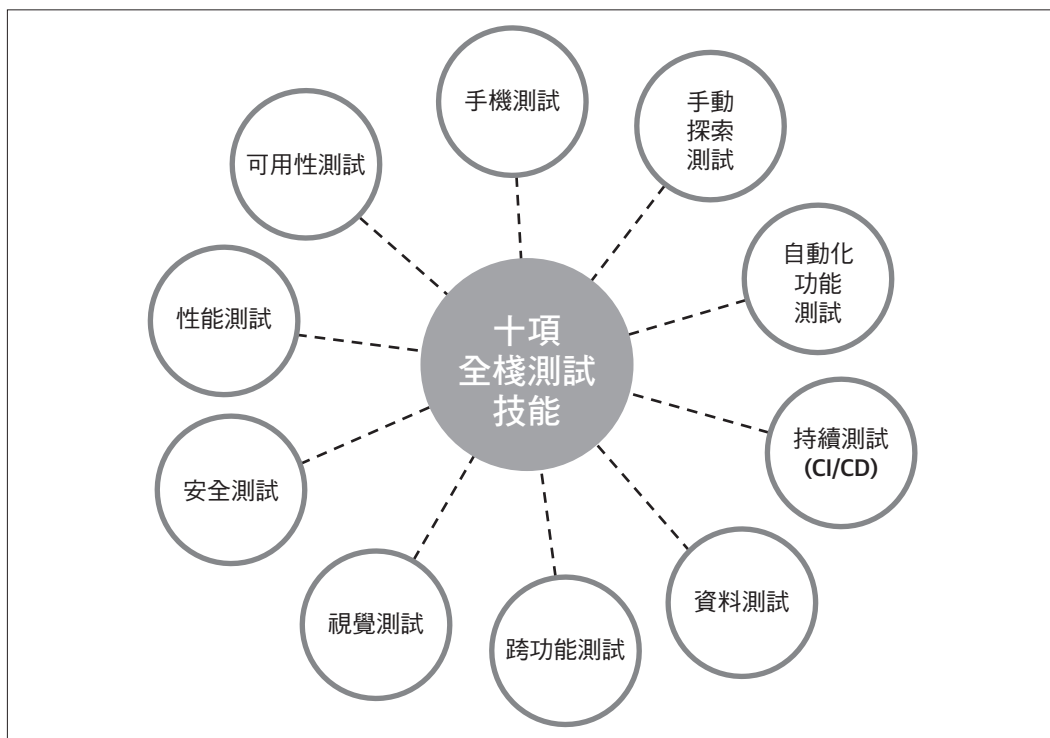 手機測試
手動
探索
測試
可用性測試
自動化
功能
測試
性能測試
十項
全棧測試
技能
持續測試
(CI/CD)
安全測試
資料測試
視覺測試
跨功能測試